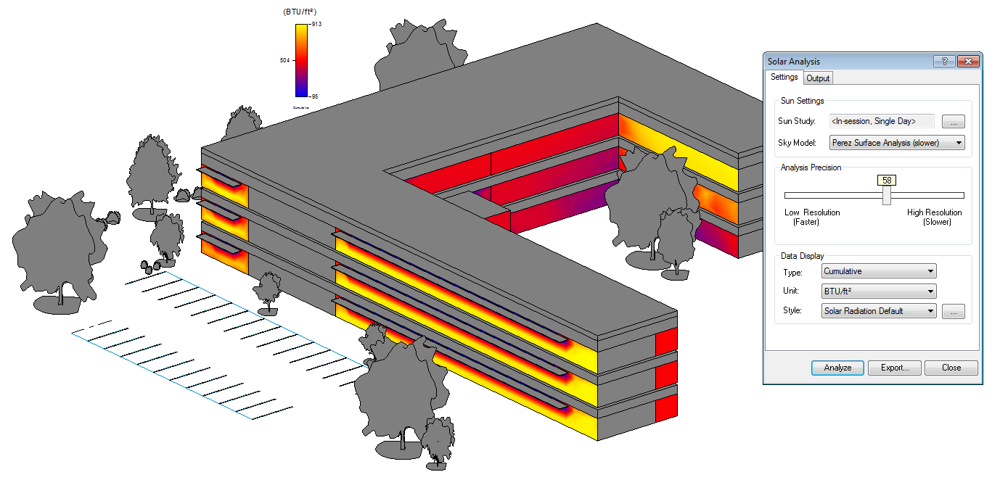 (BTU/ft²)
913
504
95
Cumulative
Solar Analysis
?
Settings
Output
Sun Settings
Sun Study: <In-session, Single Day> ...
Sky Model: Perez Surface Analysis (slower)
Analysis Precision
58
Low Resolution High Resolution
(Faster) (Slower)
Data Display
Type: Cumulative
Unit: BTU/ft²
Style: Solar Radiation Default ...
Analyze Export... Close